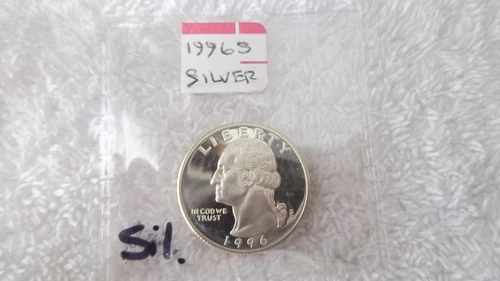 1996S
SILVER
LIBERTY
IN GOD WE
TRUST
S
1996
Sil.